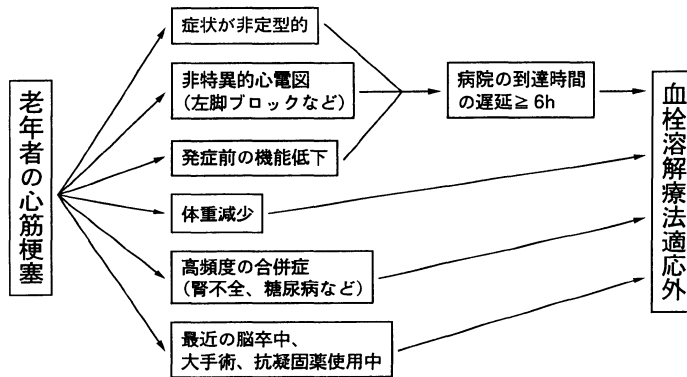 老年者の心筋梗塞
症状が非定型的
非特異的心電図
(左脚ブロックなど)
発症前の機能低下
体重減少
高頻度の合併症
(腎不全、糖尿病など)
最近の脳卒中、
大手術、抗凝固薬使用中
病院の到達時間
の遅延≧6h
血栓溶解療法適応外